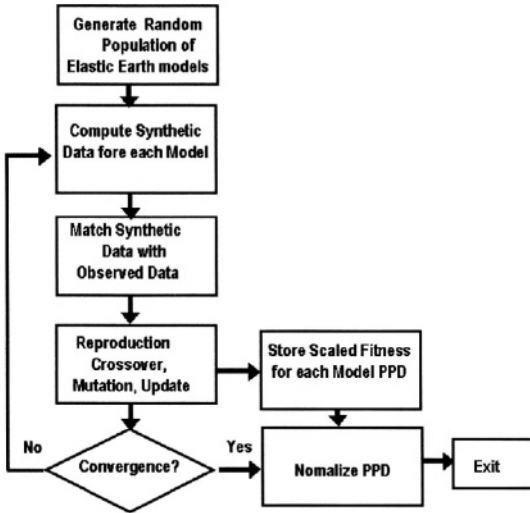 Generate Random
Population of
Elastic Earth models
Compute Synthetic
Data fore each Model
Match Synthetic
Data with
Observed Data
Reproduction
Crossover,
Mutation, Update
Store Scaled Fitness
for each Model PPD
No
Convergence?
Yes
Nomalize PPD
Exit